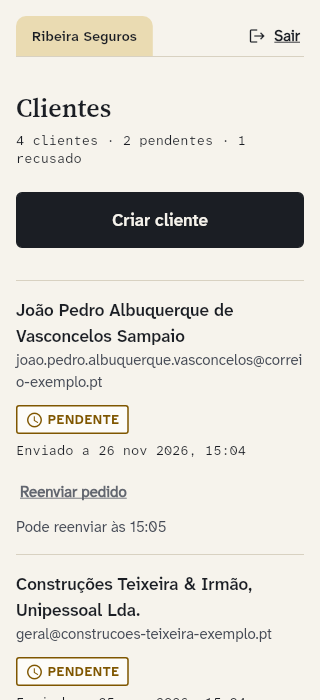 Ribeira Seguros
Sair
Clientes
4 clientes · 2 pendentes · 1
recusado
Criar cliente
João Pedro Albuquerque de
Vasconcelos Sampaio
joao.pedro.albuquerque.vasconcelos@correi
o-exemplo.pt
PENDENTE
Enviado a 26 nov 2026, 15:04
Reenviar pedido
Pode reenviar às 15:05
Construções Teixeira & Irmão,
Unipessoal Lda.
geral@construcoes-teixeira-exemplo.pt
PENDENTE